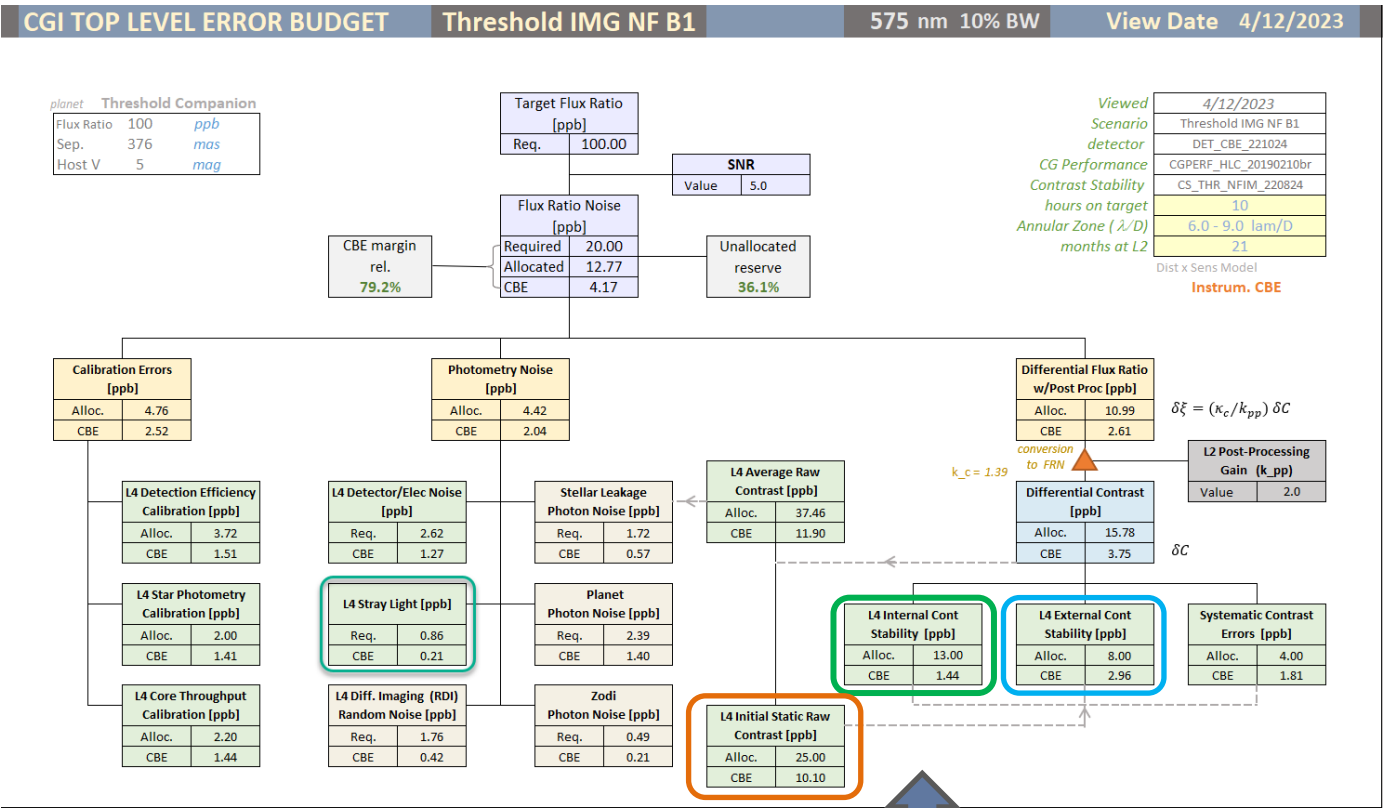 CGI TOP LEVEL ERROR BUDGET Threshold IMG NF B1 575 nm 10% BW View Date 4/12/2023
planet Threshold Companion
Flux Ratio 100 ppb
Sep. 376 mas
Host V 5 mag
Target Flux Ratio
[ppb]
Req. 100.00
SNR
Value 5.0
Viewed 4/12/2023
Scenario Threshold IMG NF B1
detector DET_CBE_221024
CG Performance CGPERF_HLC_20190210br
Contrast Stability CS_THR_NFIM_220824
hours on target 10
Annular Zone ( λ/D) 6.0 - 9.0 lam/D
months at L2 21
Dist x Sens Model
Instrum. CBE
Flux Ratio Noise
[ppb]
Required 20.00
Allocated 12.77
CBE 4.17
CBE margin
rel.
79.2%
Unallocated
reserve
36.1%
Calibration Errors
[ppb]
Alloc. 4.76
CBE 2.52
Photometry Noise
[ppb]
Alloc. 4.42
CBE 2.04
Differential Flux Ratio
w/Post Proc [ppb]
Alloc. 10.99
CBE 2.61
δξ = (κ_c/k_pp) δC
conversion
to FRN
k_c = 1.39
L2 Post-Processing
Gain (k_pp)
Value 2.0
L4 Detection Efficiency
Calibration [ppb]
Alloc. 3.72
CBE 1.51
L4 Detector/Elec Noise
[ppb]
Req. 2.62
CBE 1.27
Stellar Leakage
Photon Noise [ppb]
Req. 1.72
CBE 0.57
L4 Average Raw
Contrast [ppb]
Alloc. 37.46
CBE 11.90
Differential Contrast
[ppb]
Alloc. 15.78
CBE 3.75
δC
L4 Star Photometry
Calibration [ppb]
Alloc. 2.00
CBE 1.41
L4 Stray Light [ppb]
Req. 0.86
CBE 0.21
Planet
Photon Noise [ppb]
Req. 2.39
CBE 1.40
L4 Internal Cont
Stability [ppb]
Alloc. 13.00
CBE 1.44
L4 External Cont
Stability [ppb]
Alloc. 8.00
CBE 2.96
Systematic Contrast
Errors [ppb]
Alloc. 4.00
CBE 1.81
L4 Core Throughput
Calibration [ppb]
Alloc. 2.20
CBE 1.44
L4 Diff. Imaging (RDI)
Random Noise [ppb]
Req. 1.76
CBE 0.42
Zodi
Photon Noise [ppb]
Req. 0.49
CBE 0.21
L4 Initial Static Raw
Contrast [ppb]
Alloc. 25.00
CBE 10.10